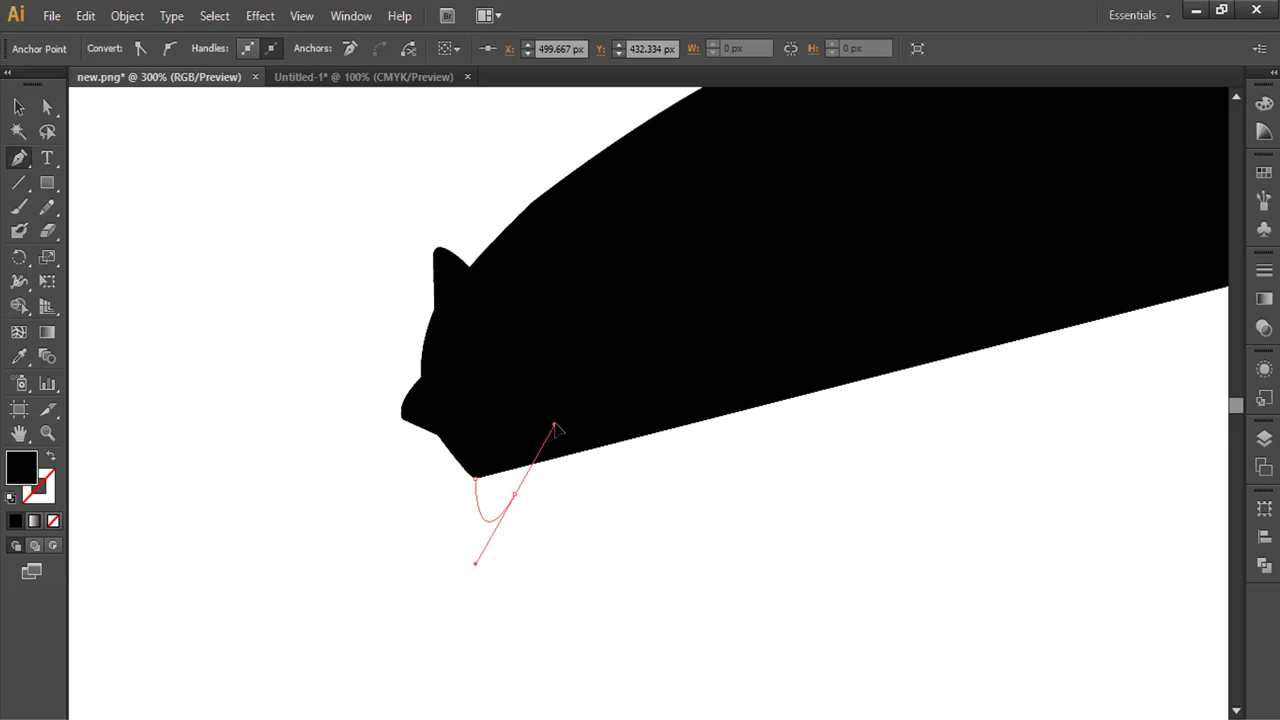 Ai File Edit Object Type Select Effect View Window Help Br Essentials
Anchor Point Convert: Handles: Anchors: X: 499.667 px Y: 432.334 px W: 0 px H: 0 px
new.png* @ 300% (RGB/Preview) × Untitled-1* @ 100% (CMYK/Preview) ×
T